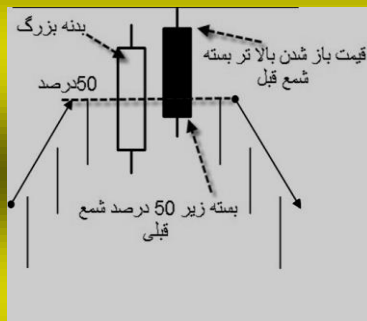 بدنه بزرگ
قیمت باز شدن بالا تر بسته
شمع قبل
50درصد
بسته زیر 50 درصد شمع
قبلی